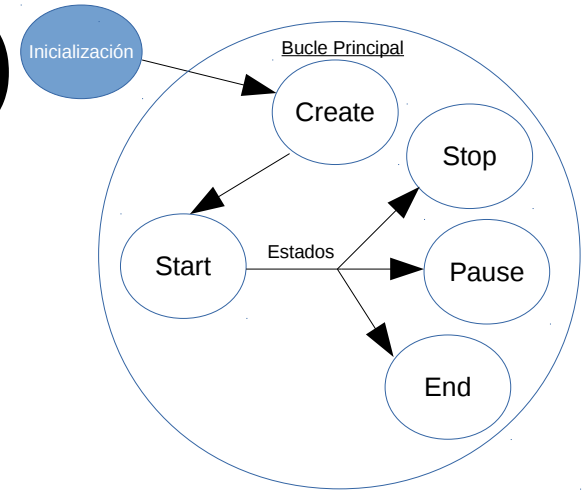 Inicialización
Bucle Principal
Create
Stop
Start
Estados
Pause
End